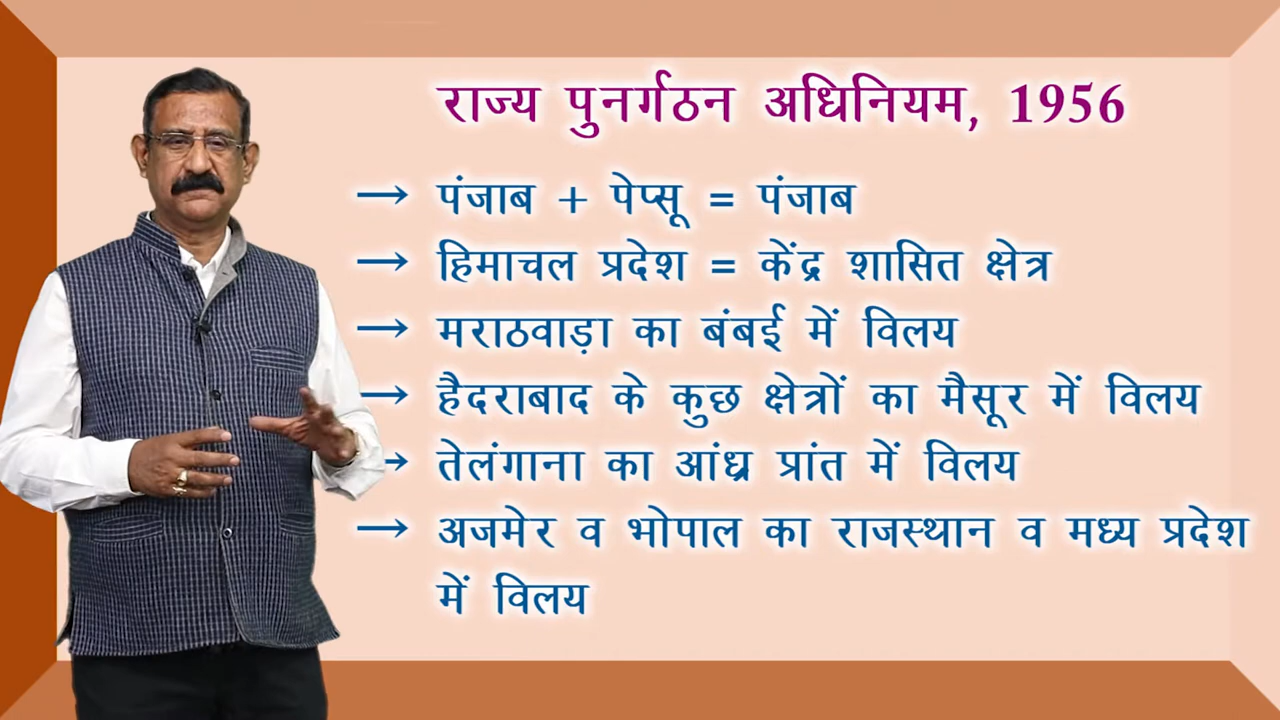 राज्य पुनर्गठन अधिनियम, 1956
→ पंजाब + पेप्सू = पंजाब
→ हिमाचल प्रदेश = केंद्र शासित क्षेत्र
→ मराठवाड़ा का बंबई में विलय
→ हैदराबाद के कुछ क्षेत्रों का मैसूर में विलय
→ तेलंगाना का आंध्र प्रांत में विलय
→ अजमेर व भोपाल का राजस्थान व मध्य प्रदेश
में विलय